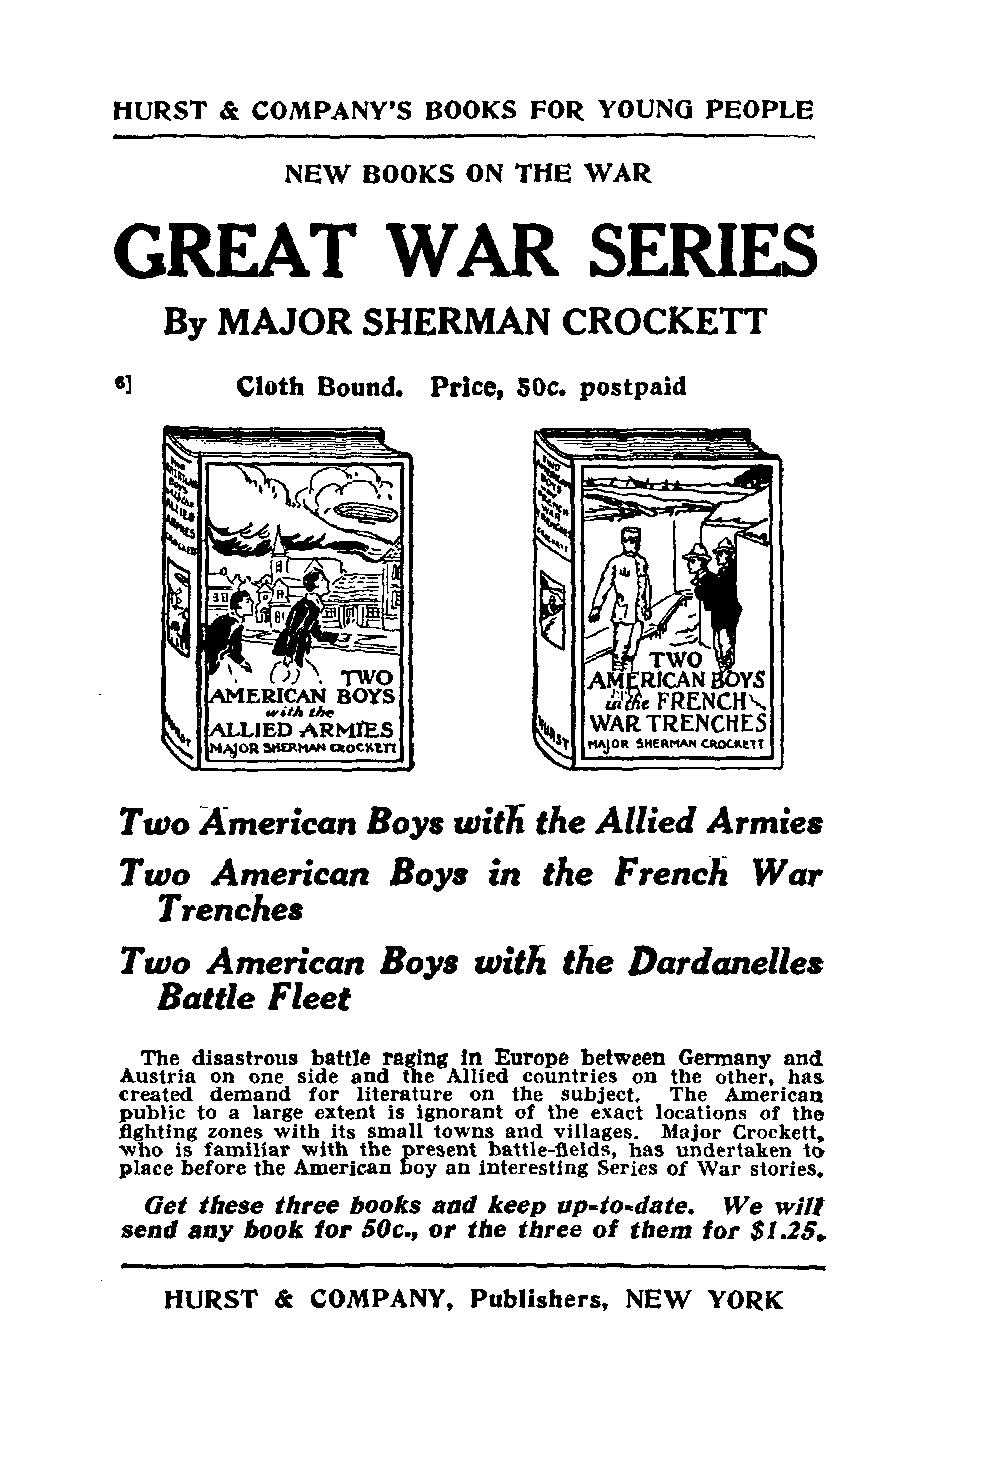 HURST & COMPANY'S BOOKS FOR YOUNG PEOPLE
NEW BOOKS ON THE WAR
GREAT WAR SERIES
By MAJOR SHERMAN CROCKETT
6] Cloth Bound. Price, 50c. postpaid
TWO
AMERICAN BOYS
with the
ALLIED ARMIES
MAJOR SHERMAN CROCKETT
HURST
TWO
AMERICAN BOYS
in the FRENCH
WAR TRENCHES
MAJOR SHERMAN CROCKETT
HURST
Two American Boys with the Allied Armies
Two American Boys in the French War
Trenches
Two American Boys with the Dardanelles
Battle Fleet
The disastrous battle raging in Europe between Germany and
Austria on one side and the Allied countries on the other, has
created demand for literature on the subject. The American
public to a large extent is ignorant of the exact locations of the
fighting zones with its small towns and villages. Major Crockett,
who is familiar with the present battle-fields, has undertaken to
place before the American boy an interesting Series of War stories.
Get these three books and keep up-to-date. We will
send any book for 50c., or the three of them for $1.25.
HURST & COMPANY, Publishers, NEW YORK